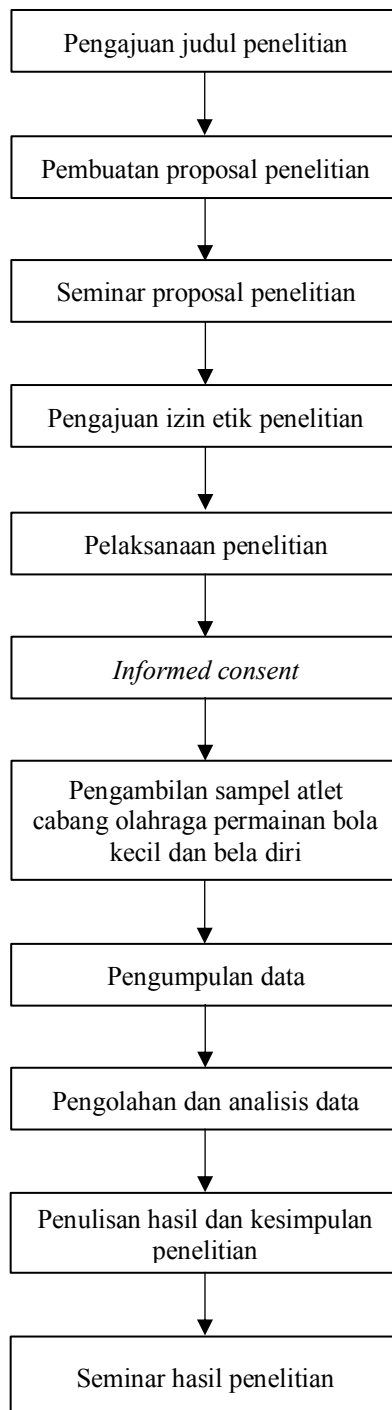 Pengajuan judul penelitian
Pembuatan proposal penelitian
Seminar proposal penelitian
Pengajuan izin etik penelitian
Pelaksanaan penelitian
Informed consent
Pengambilan sampel atlet
cabang olahraga permainan bola
kecil dan bela diri
Pengumpulan data
Pengolahan dan analisis data
Penulisan hasil dan kesimpulan
penelitian
Seminar hasil penelitian